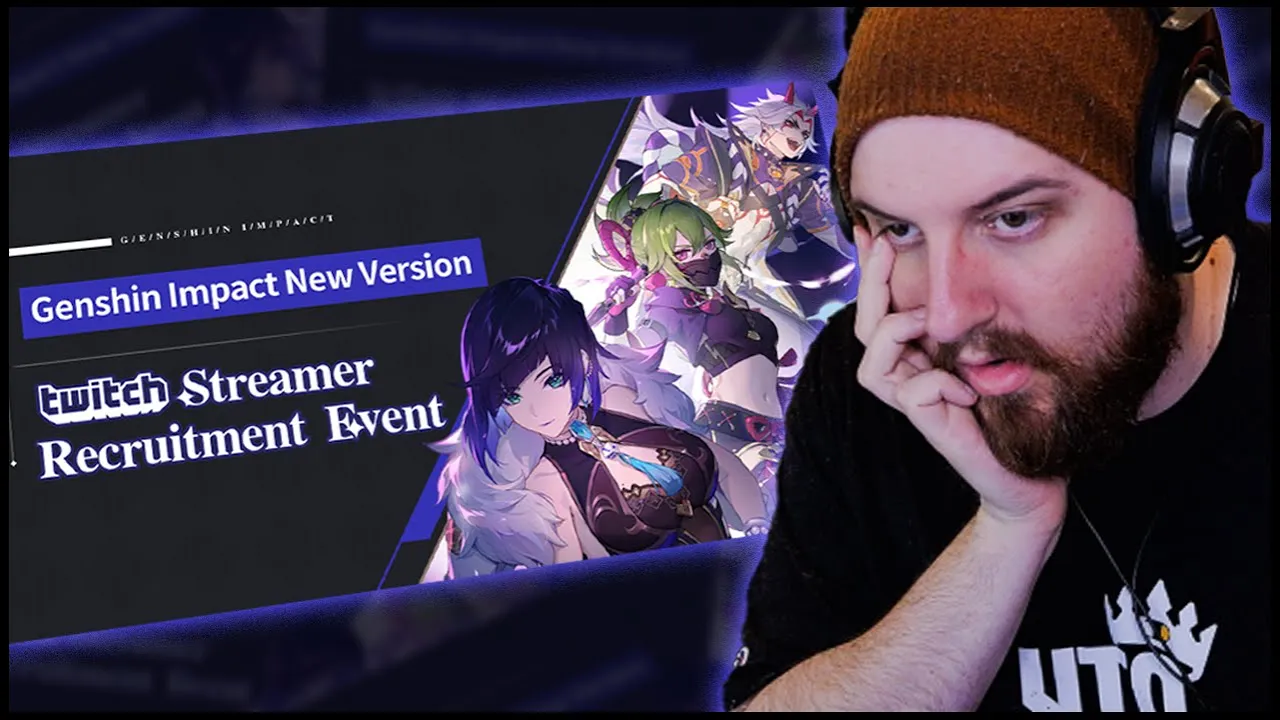 G/E/N/S/H/I/N I/M/P/A/C/T
Genshin Impact New Version
twitch Streamer
Recruitment Event